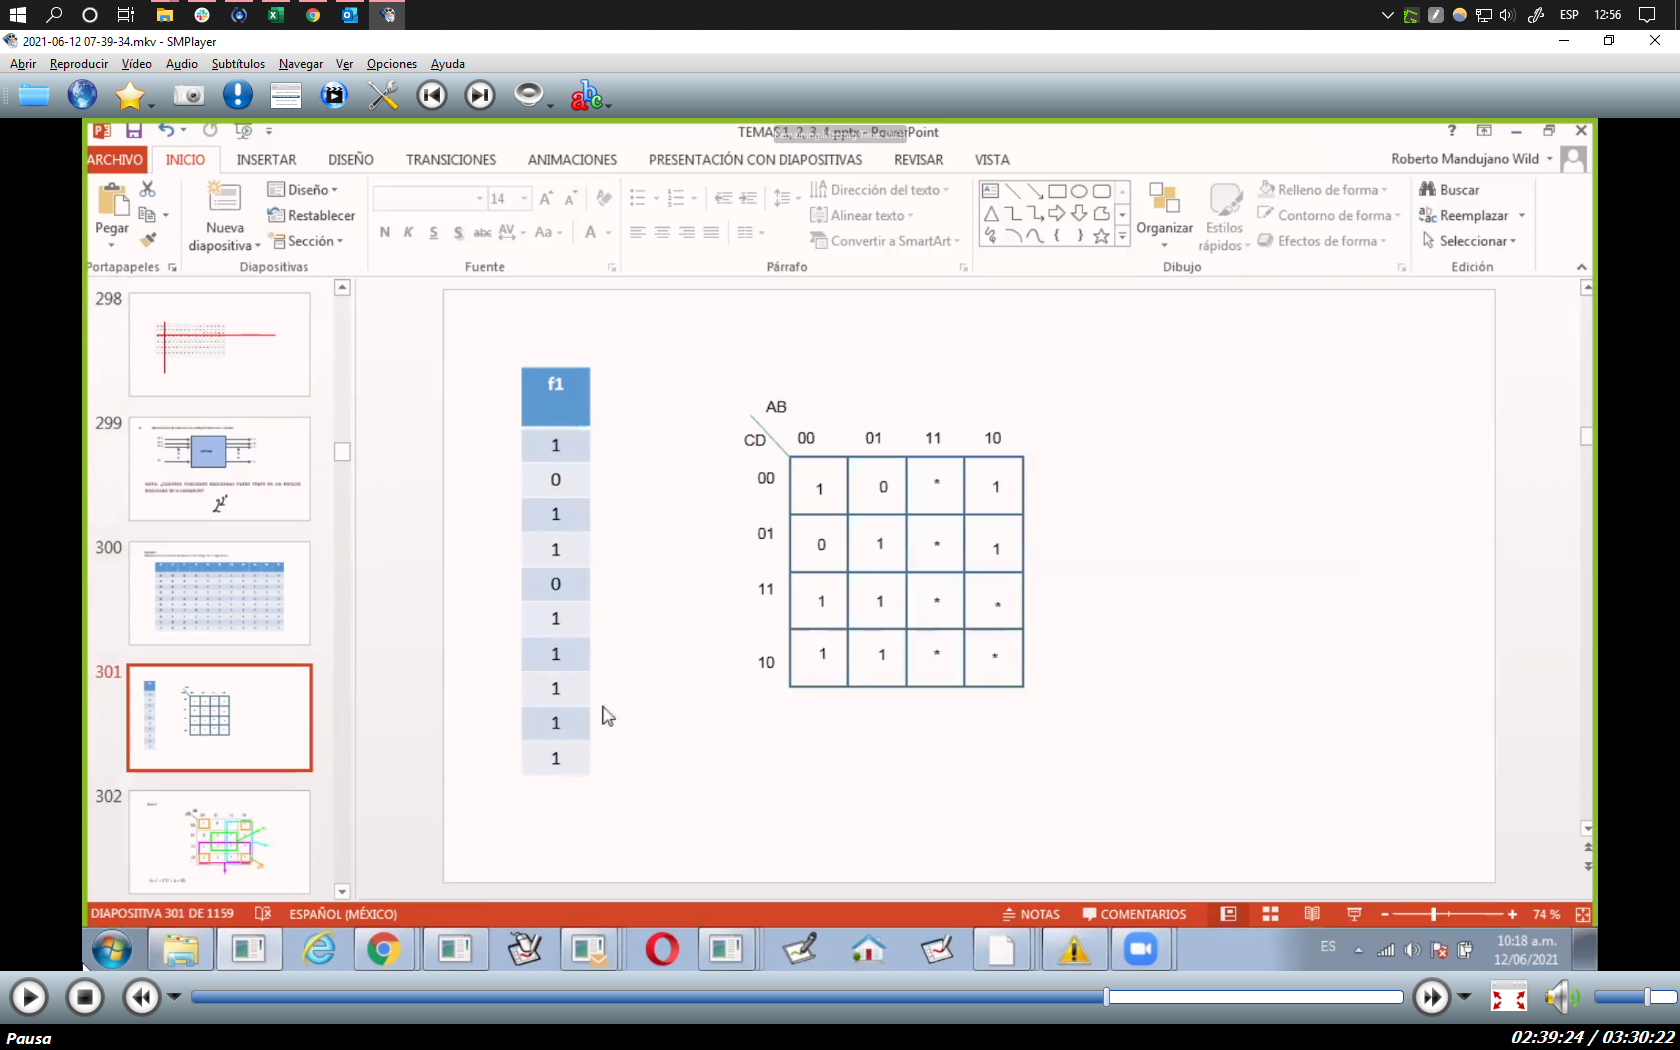 ESP 12:56
2021-06-12 07-39-34.mkv - SMPlayer
Abrir Reproducir Vídeo Audio Subtítulos Navegar Ver Opciones Ayuda
TEMAS 1, 2, 3, 4.pptx - PowerPoint
ARCHIVO INICIO INSERTAR DISEÑO TRANSICIONES ANIMACIONES PRESENTACIÓN CON DIAPOSITIVAS REVISAR VISTA Roberto Mandujano Wild
Pegar
Nueva diapositiva
Diseño
Restablecer
Sección
14
N K S S abc AV Aa A
Dirección del texto
Alinear texto
Convertir a SmartArt
Organizar
Estilos rápidos
Relleno de forma
Contorno de forma
Efectos de forma
Buscar
Reemplazar
Seleccionar
Portapapeles Diapositivas Fuente Párrafo Dibujo Edición
298
299
300
301
302
f1
1
0
1
1
0
1
1
1
1
1
AB
CD 00 01 11 10
00 1 0 * 1
01 0 1 * 1
11 1 1 * *
10 1 1 * *
DIAPOSITIVA 301 DE 1159 ESPAÑOL (MÉXICO) NOTAS COMENTARIOS 74 %
ES 10:18 a.m.
12/06/2021
Pausa 02:39:24 / 03:30:22